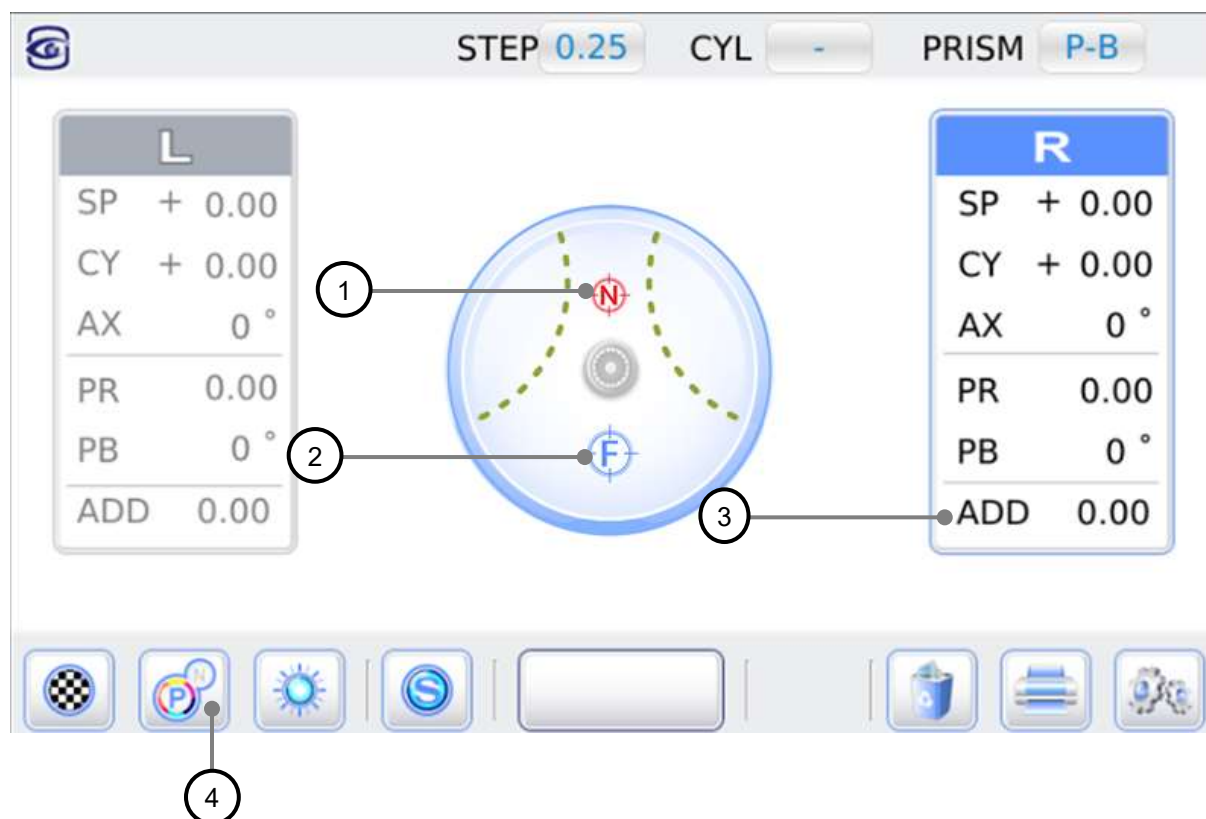 STEP 0.25 CYL - PRISM P-B
L
SP + 0.00
CY + 0.00
AX 0 °
PR 0.00
PB 0 °
ADD 0.00
1
N
2
F
3
R
SP + 0.00
CY + 0.00
AX 0 °
PR 0.00
PB 0 °
ADD 0.00
P N
S
4